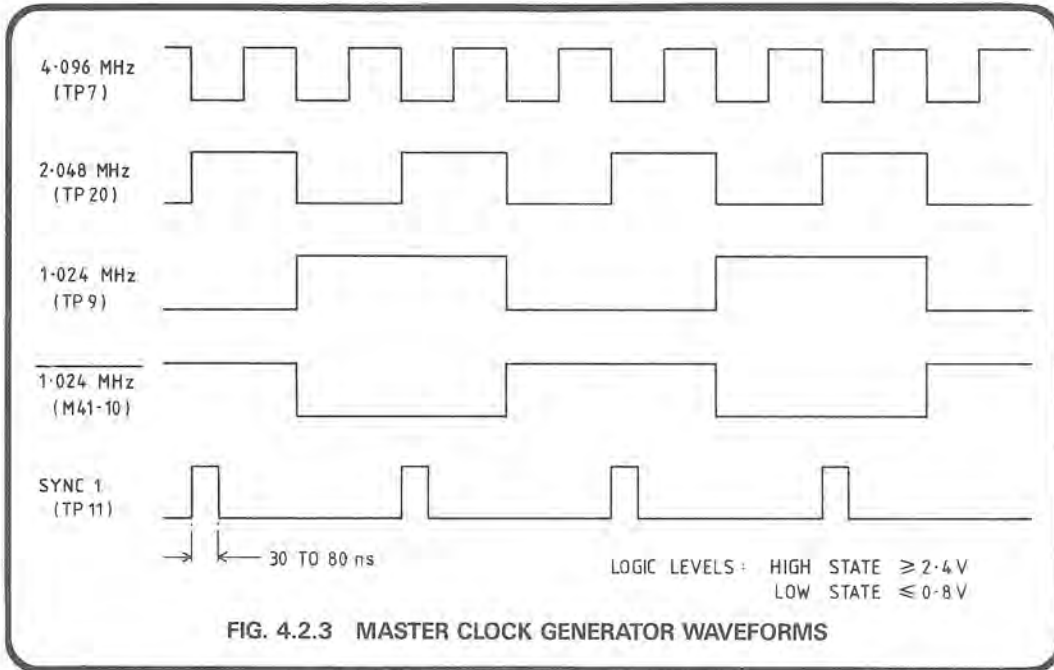 4·096 MHz
(TP7)
2·048 MHz
(TP20)
1·024 MHz
(TP9)
1·024 MHz
(M41-10)
SYNC 1
(TP11)
30 TO 80 ns
LOGIC LEVELS: HIGH STATE ⩾ 2·4 V
LOW STATE ⩽ 0·8 V
FIG. 4.2.3 MASTER CLOCK GENERATOR WAVEFORMS